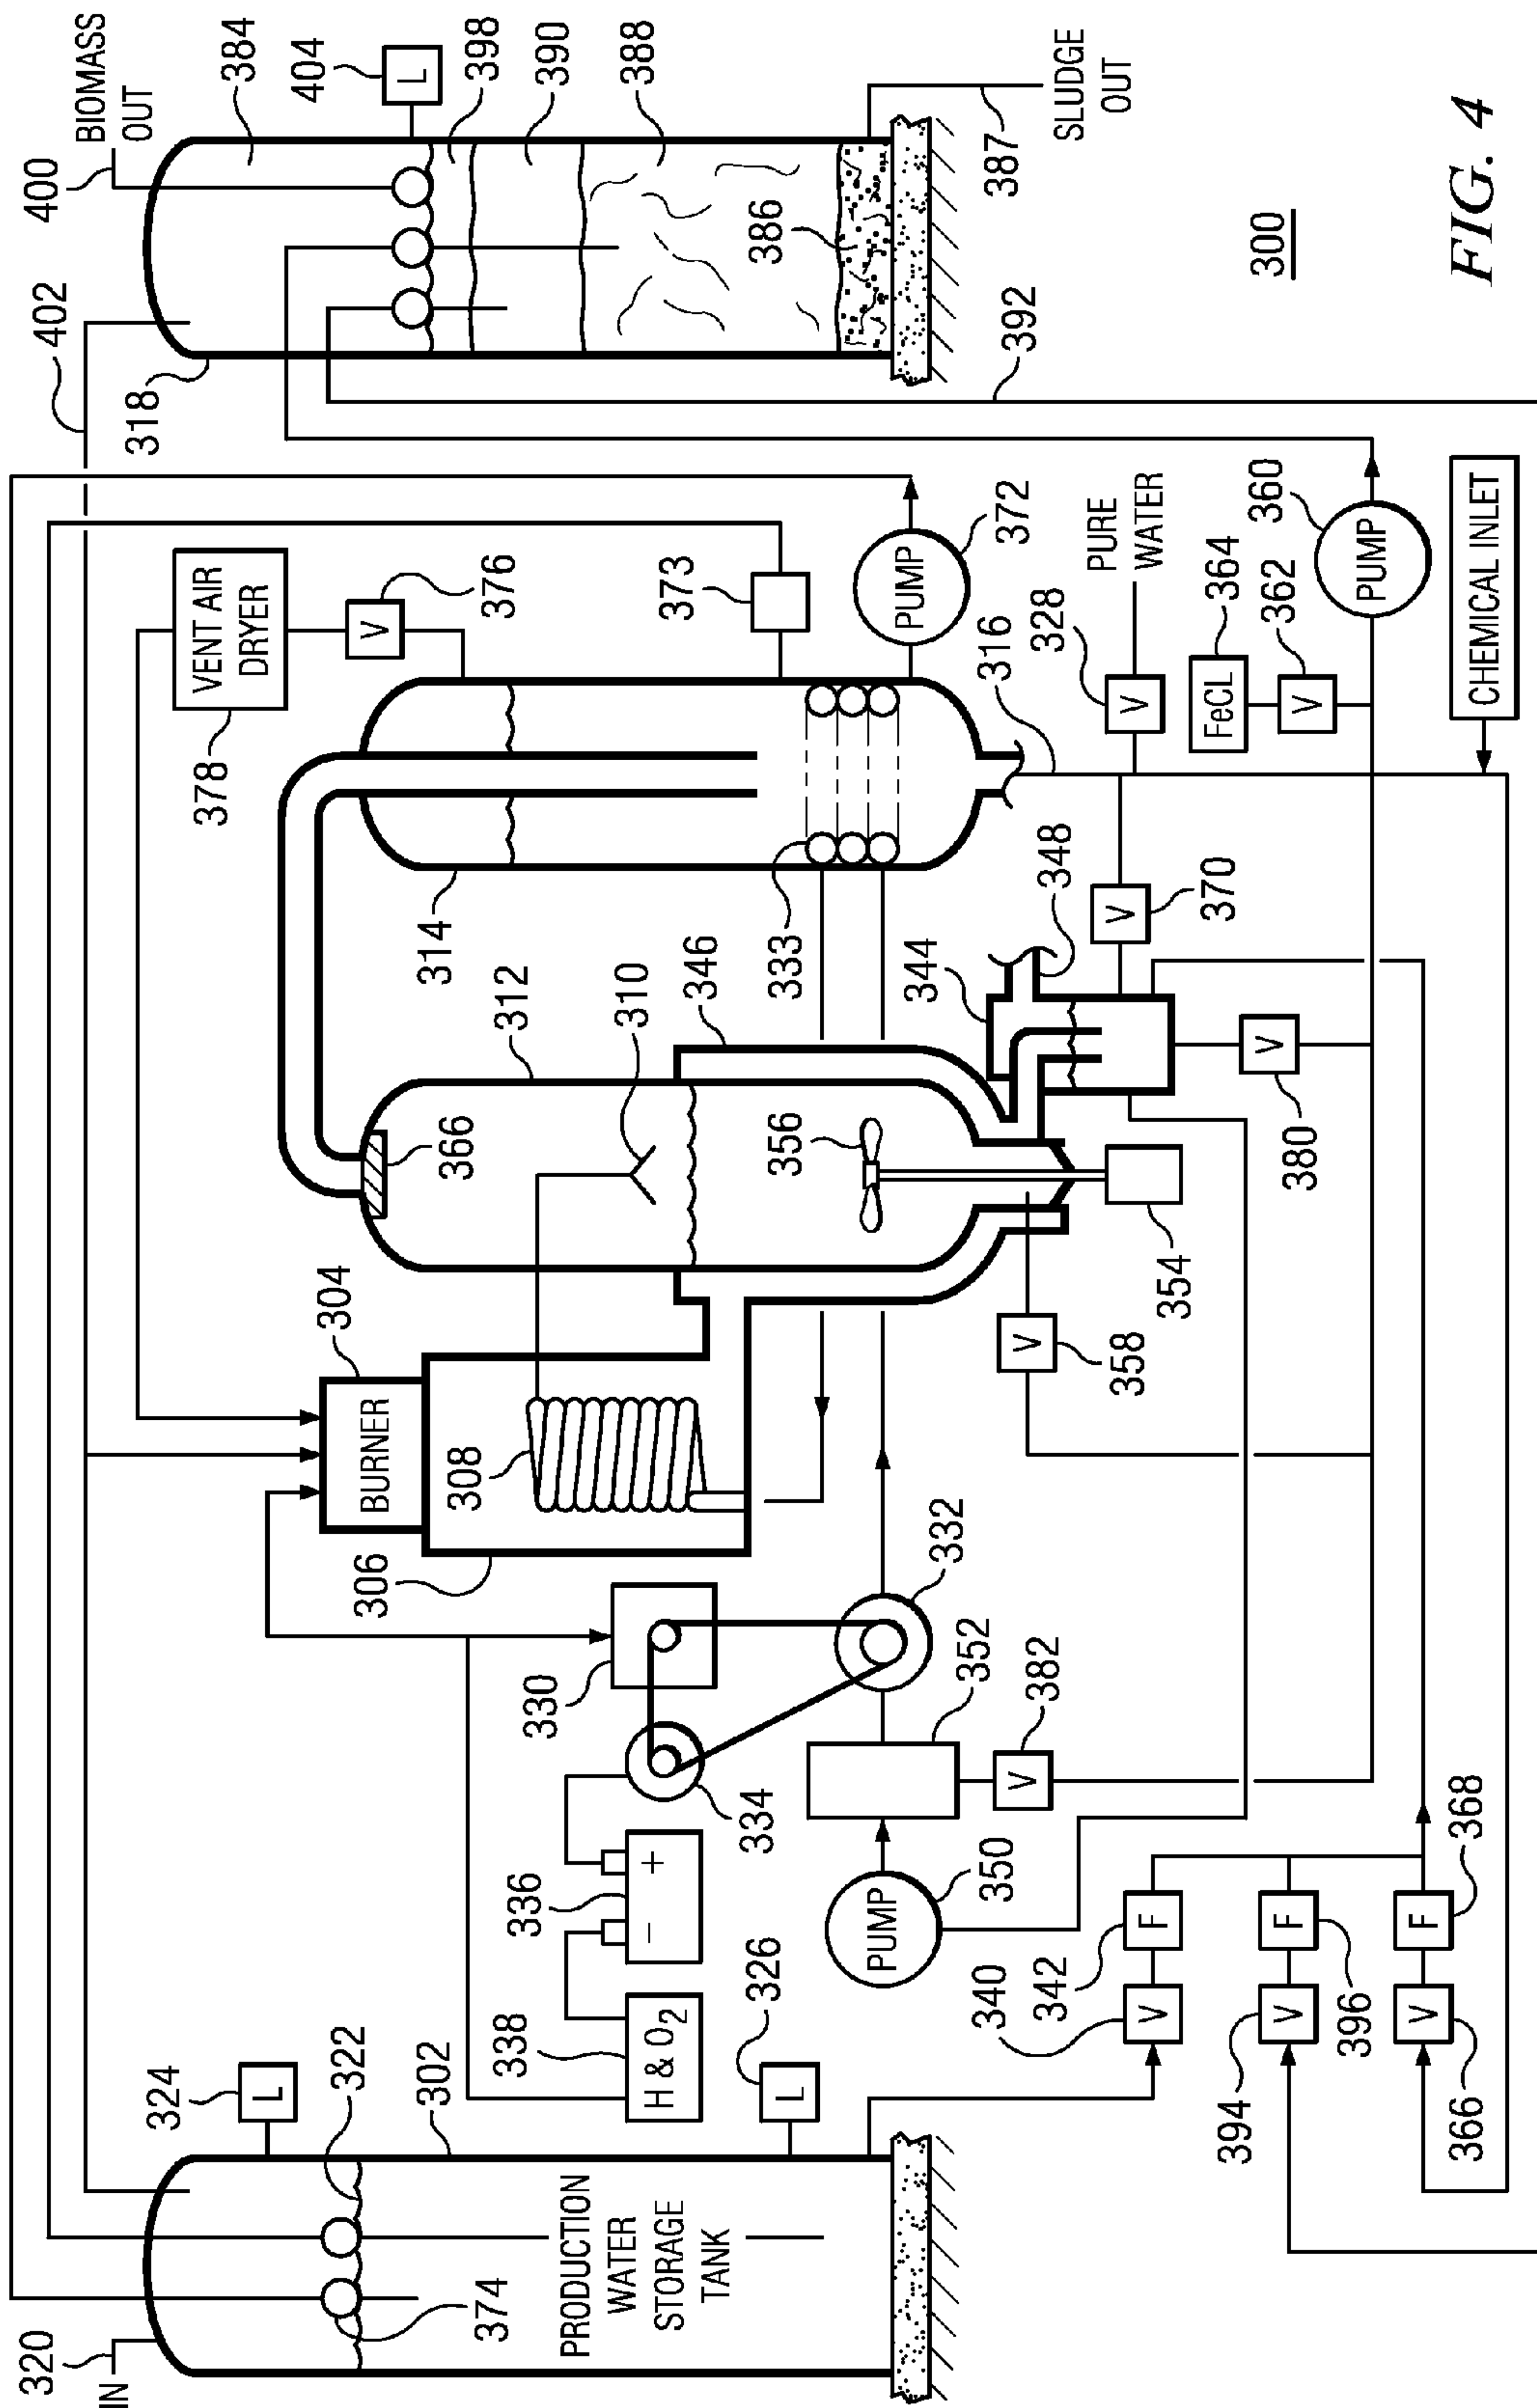 320
IN
324
L
322
302
374
PRODUCTION
WATER
STORAGE
TANK
326
L
338
H & O2
336
-
+
334
330
306
304
BURNER
308
332
PUMP
350
352
382
V
340
V
342
F
394
V
396
F
366
V
368
F
358
V
354
356
366
312
310
346
344
348
380
V
370
V
314
333
378
VENT AIR
DRYER
376
V
373
372
PUMP
316
328
V
PURE
WATER
364
FeCL
362
V
360
PUMP
CHEMICAL INLET
402
318
400
BIOMASS
OUT
384
404
L
398
390
388
386
387
SLUDGE
OUT
392
300
FIG. 4